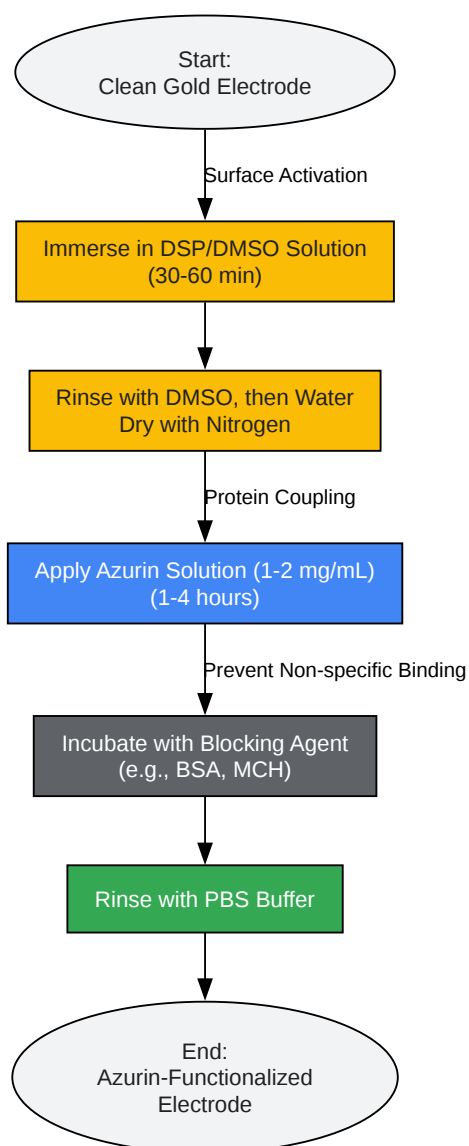 Start:
Clean Gold Electrode
Surface Activation
Immerse in DSP/DMSO Solution
(30-60 min)
Rinse with DMSO, then Water
Dry with Nitrogen
Protein Coupling
Apply Azurin Solution (1-2 mg/mL)
(1-4 hours)
Prevent Non-specific Binding
Incubate with Blocking Agent
(e.g., BSA, MCH)
Rinse with PBS Buffer
End:
Azurin-Functionalized
Electrode